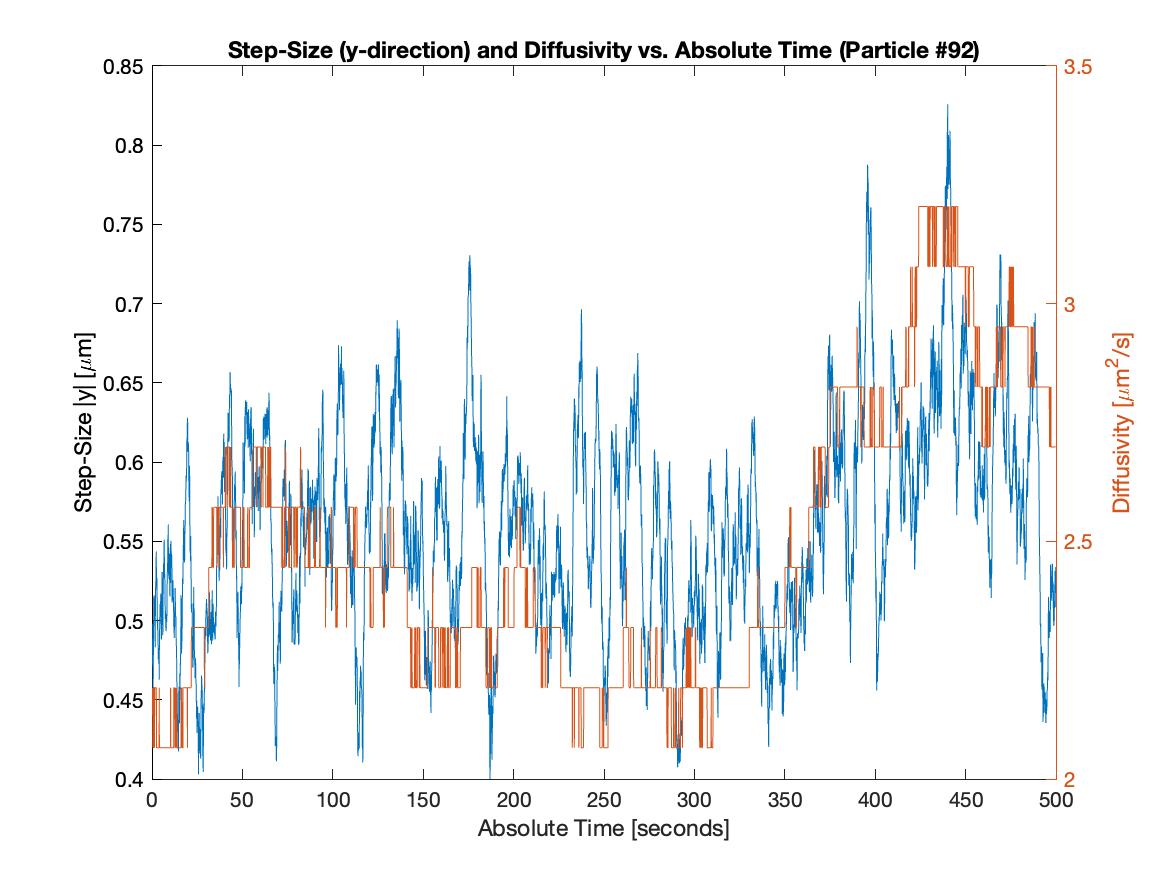 Step-Size (y-direction) and Diffusivity vs. Absolute Time (Particle #92)
0.85
0.8
0.75
0.7
0.65
0.6
0.55
0.5
0.45
0.4
Step-Size |y| [μm]
3.5
3
2.5
2
Diffusivity [μm²/s]
0 50 100 150 200 250 300 350 400 450 500
Absolute Time [seconds]